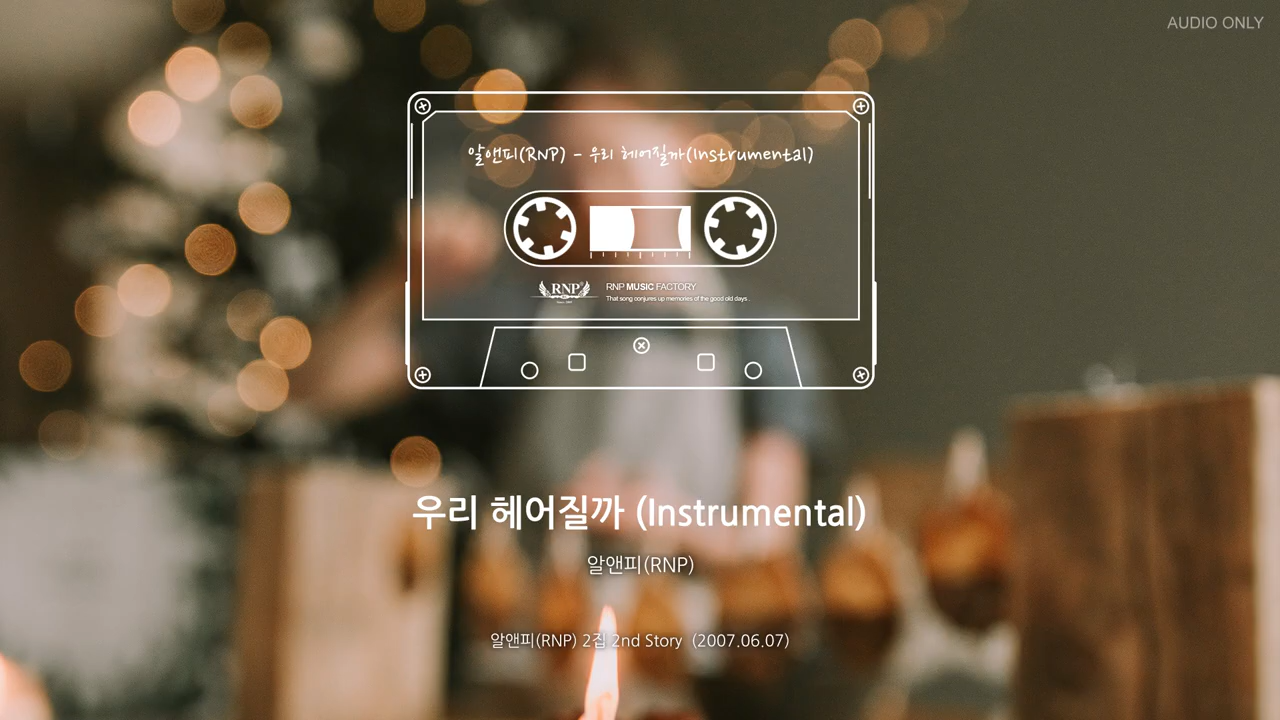 AUDIO ONLY
알앤피(RNP) - 우리 헤어질까(Instrumental)
RNP
RNP MUSIC FACTORY
That song conjures up memories of the good old days.
우리 헤어질까 (Instrumental)
알앤피(RNP)
알앤피(RNP) 2집 2nd Story (2007.06.07)